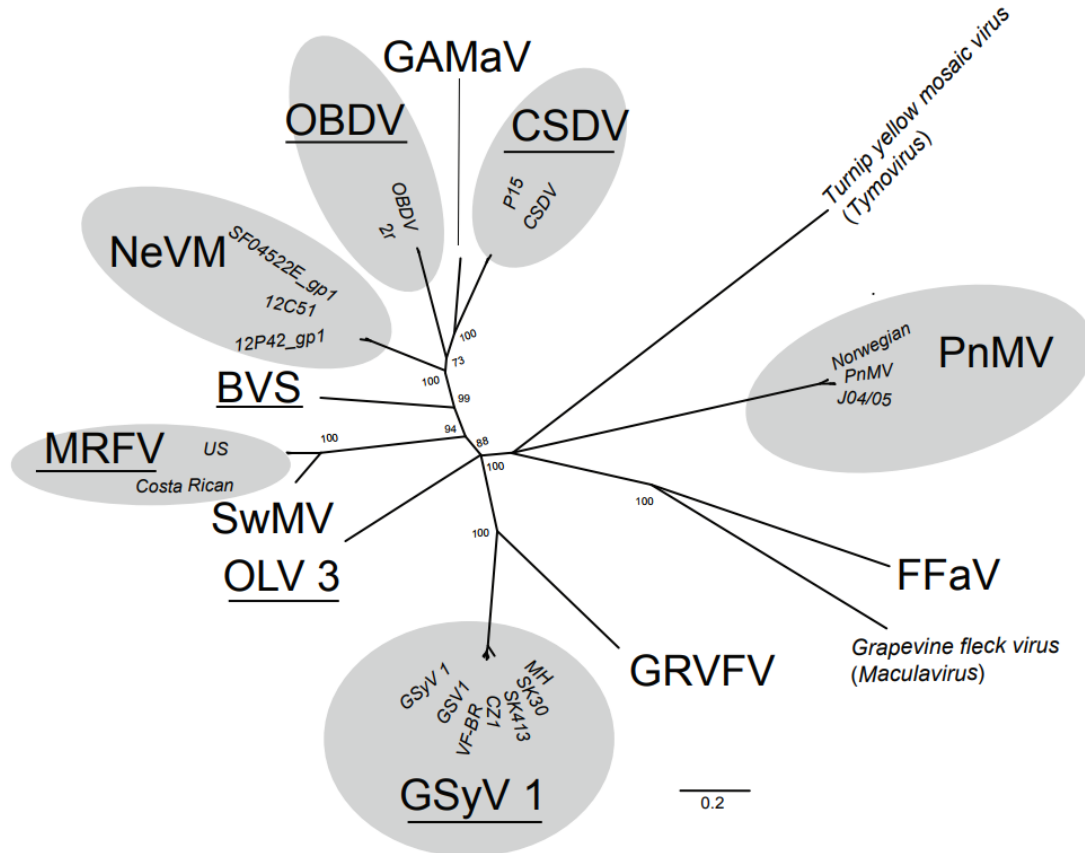 GAMaV
OBDV
OBDV
2r
CSDV
P15
CSDV
Turnip yellow mosaic virus
(Tymovirus)
NeVM
SF04522E_gp1
12C51
12P42_gp1
100
73
100
Norwegian
PnMV
J04/05
PnMV
BVS
99
94
88
100
MRFV
US
Costa Rican
100
SwMV
OLV 3
100
100
FFaV
Grapevine fleck virus
(Maculavirus)
GRVFV
GSyV 1
GSV1
VF-BR
CZ1
SK413
SK30
MH
GSyV 1
0.2